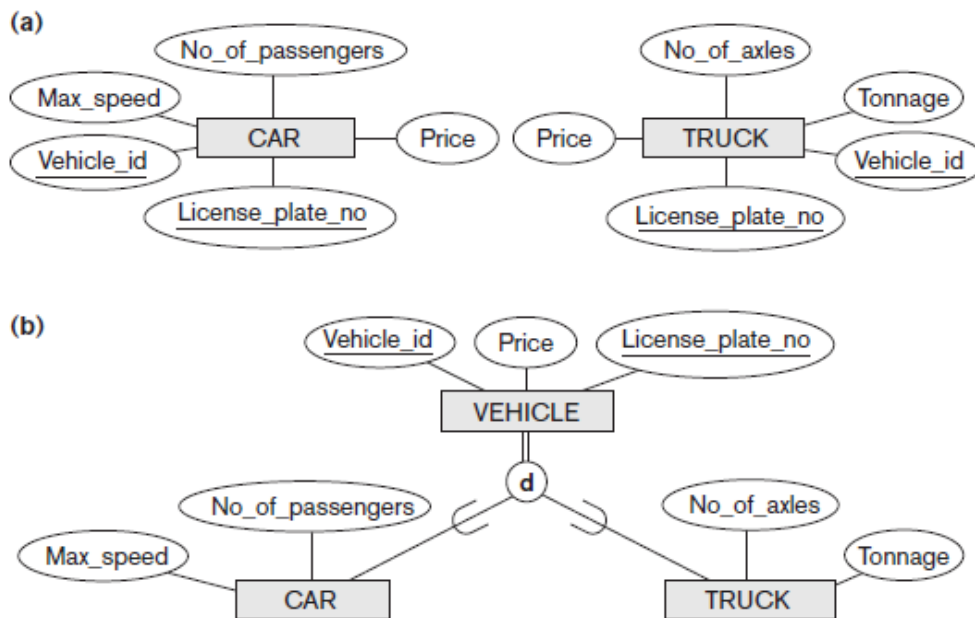 (a)
No_of_passengers
No_of_axles
Max_speed
Tonnage
CAR
Price
Price
TRUCK
Vehicle_id
Vehicle_id
License_plate_no
License_plate_no
(b)
Vehicle_id
Price
License_plate_no
VEHICLE
d
No_of_passengers
No_of_axles
Max_speed
Tonnage
CAR
TRUCK